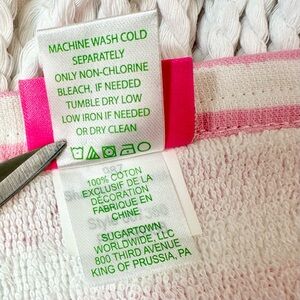 MACHINE WASH COLD
SEPARATELY
ONLY NON-CHLORINE
BLEACH, IF NEEDED
TUMBLE DRY LOW
LOW IRON IF NEEDED
OR DRY CLEAN
100% COTON
EXCLUSIF DE LA
DÉCORATION
FABRIQUE EN
CHINE
SUGARTOWN
WORLDWIDE, LLC
800 THIRD AVENUE
KING OF PRUSSIA, PA